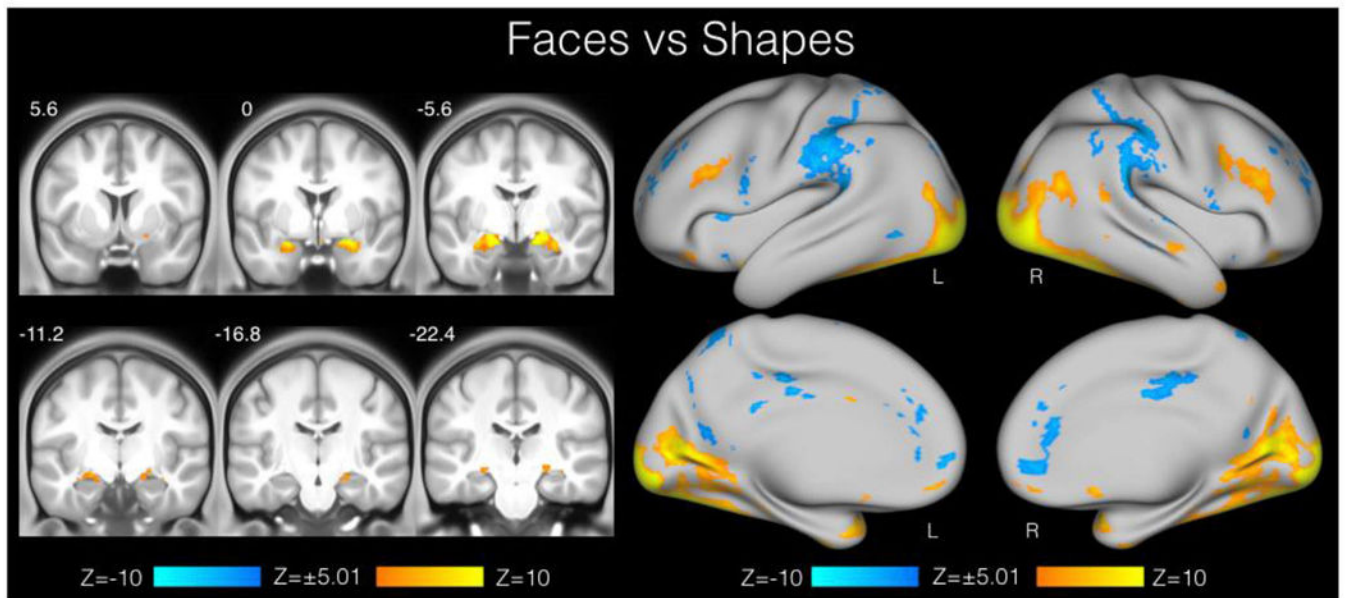 Faces vs Shapes
5.6 0 -5.6
L R
-11.2 -16.8 -22.4
L R
Z=-10 Z=±5.01 Z=10 Z=-10 Z=±5.01 Z=10